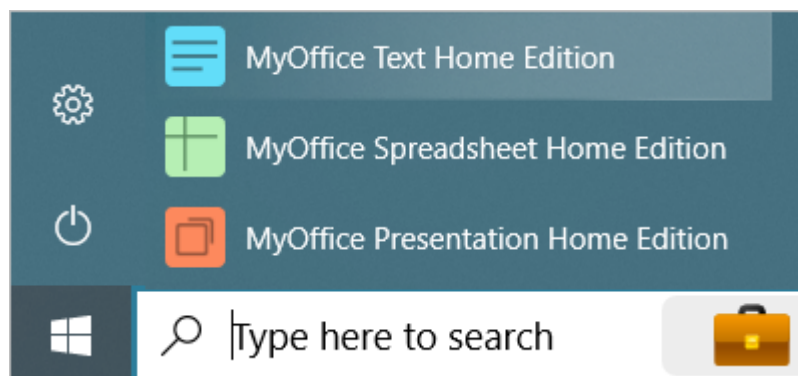 MyOffice Text Home Edition
MyOffice Spreadsheet Home Edition
MyOffice Presentation Home Edition
Type here to search